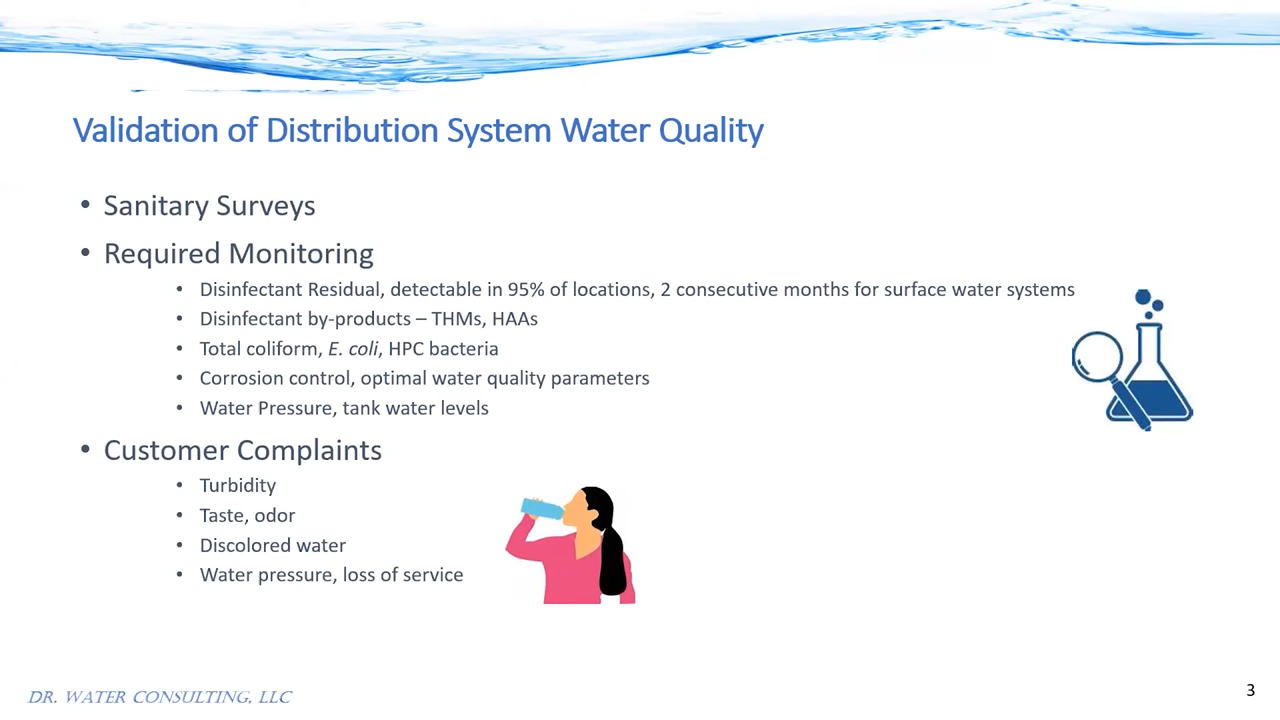 Validation of Distribution System Water Quality
• Sanitary Surveys
• Required Monitoring
• Disinfectant Residual, detectable in 95% of locations, 2 consecutive months for surface water systems
• Disinfectant by-products – THMs, HAAs
• Total coliform, E. coli, HPC bacteria
• Corrosion control, optimal water quality parameters
• Water Pressure, tank water levels
• Customer Complaints
• Turbidity
• Taste, odor
• Discolored water
• Water pressure, loss of service
DR. WATER CONSULTING, LLC
3